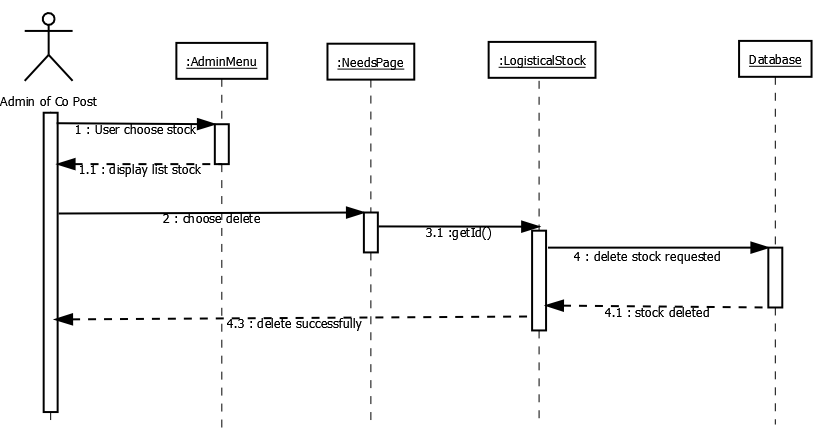 :AdminMenu
:NeedsPage
:LogisticalStock
Database
Admin of Co Post
1 : User choose stock
1.1 : display list stock
2 : choose delete
3.1 :getId()
4 : delete stock requested
4.1 : stock deleted
4.3 : delete successfully